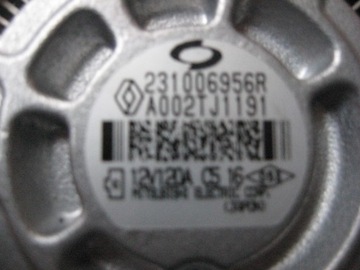 231006956R
A002TJ1191
12V120A C5 16
MITSUBISHI ELECTRIC CORP.
(JAPAN)